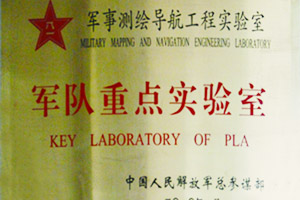 八一
军事测绘导航工程实验室
MILITARY MAPPING AND NAVIGATION ENGINEERING LABORATORY
军队重点实验室
KEY LABORATORY OF PLA
中国人民解放军总参谋部